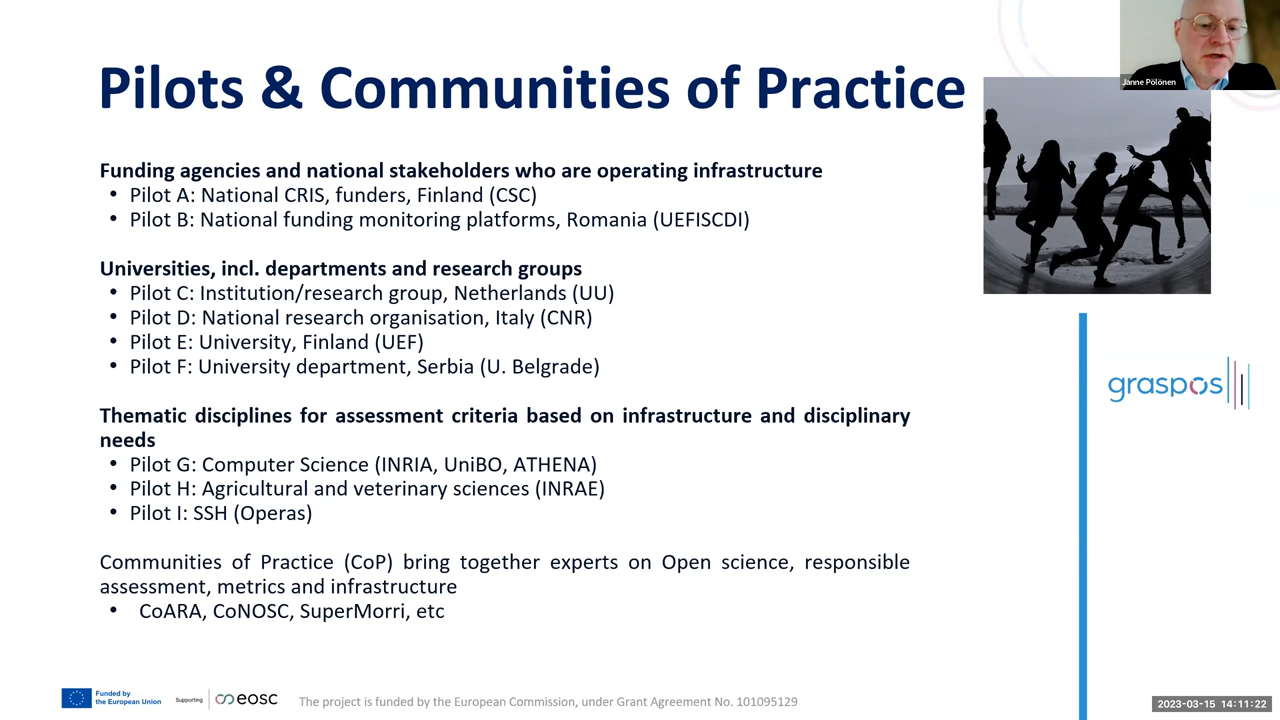 Pilots & Communities of Practice
Janne Pölönen
Funding agencies and national stakeholders who are operating infrastructure
• Pilot A: National CRIS, funders, Finland (CSC)
• Pilot B: National funding monitoring platforms, Romania (UEFISCDI)
Universities, incl. departments and research groups
• Pilot C: Institution/research group, Netherlands (UU)
• Pilot D: National research organisation, Italy (CNR)
• Pilot E: University, Finland (UEF)
• Pilot F: University department, Serbia (U. Belgrade)
graspos
Thematic disciplines for assessment criteria based on infrastructure and disciplinary
needs
• Pilot G: Computer Science (INRIA, UniBO, ATHENA)
• Pilot H: Agricultural and veterinary sciences (INRAE)
• Pilot I: SSH (Operas)
Communities of Practice (CoP) bring together experts on Open science, responsible
assessment, metrics and infrastructure
• CoARA, CoNOSC, SuperMorri, etc
Funded by
the European Union
Supporting
eosc
The project is funded by the European Commission, under Grant Agreement No. 101095129
2023-03-15 14:11:22